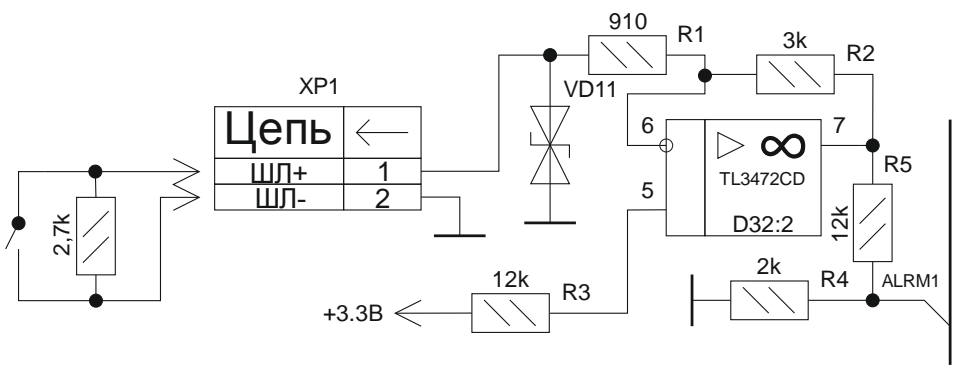 910
R1
3k
R2
XP1
VD11
Цепь
6
7
∞
TL3472CD
R5
ШЛ+
1
5
ШЛ-
2
2,7k
12k
D32:2
2k
R4
ALRM1
12k
R3
+3.3В